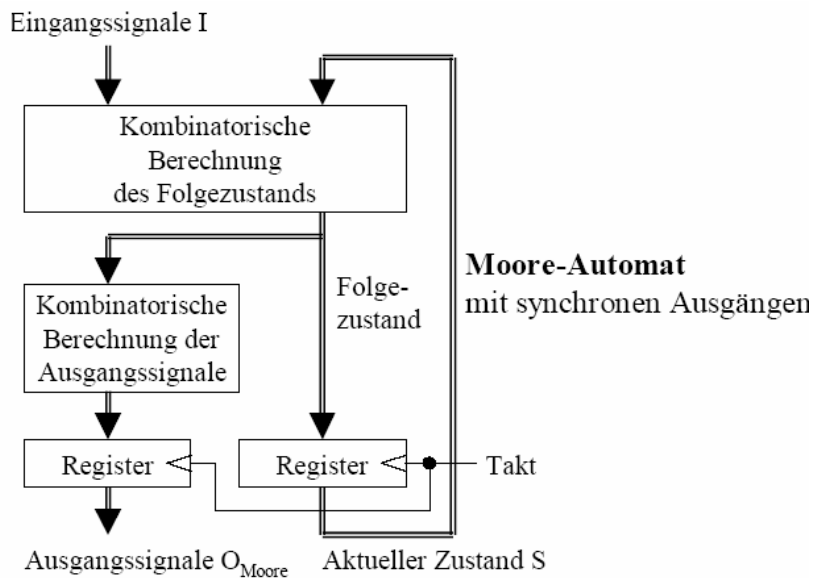 Eingangssignale I
Kombinatorische
Berechnung
des Folgezustands
Moore-Automat
mit synchronen Ausgängen
Folge-
zustand
Kombinatorische
Berechnung der
Ausgangssignale
Register
Register
Takt
Ausgangssignale O_Moore
Aktueller Zustand S